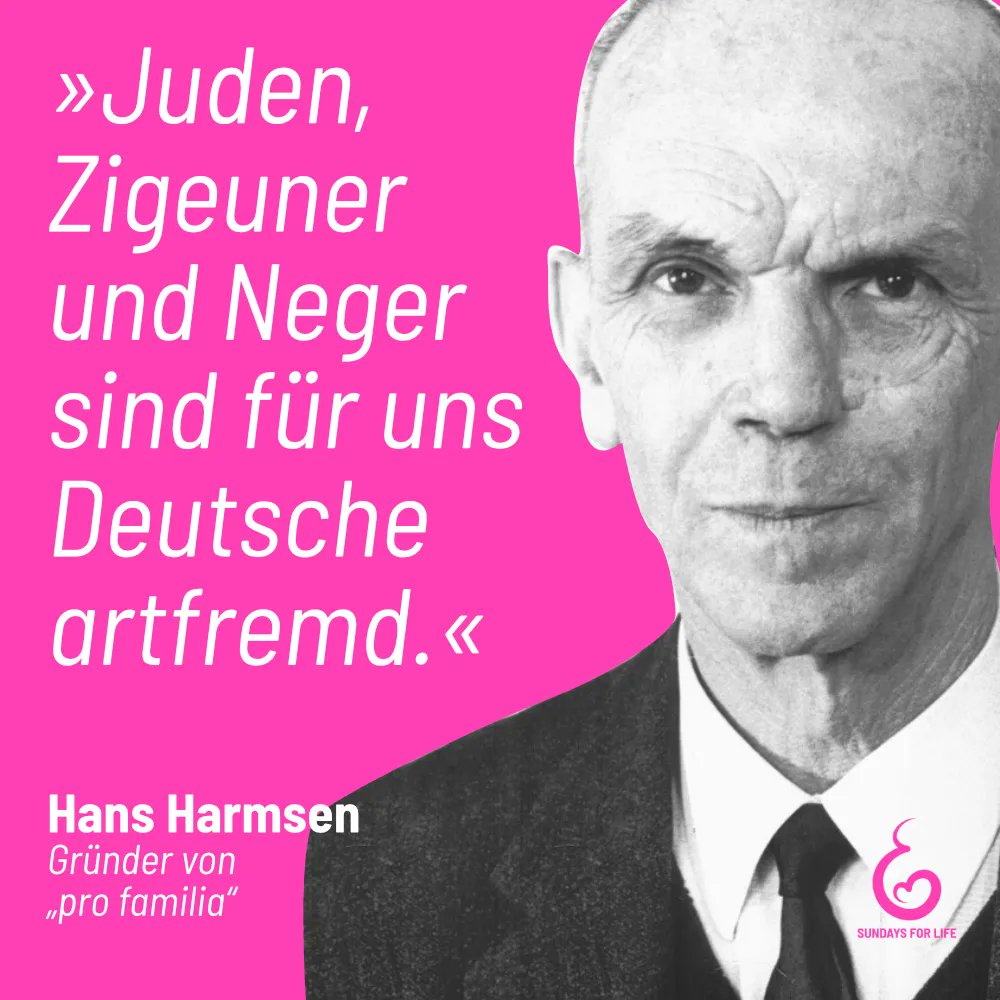 »Juden,
Zigeuner
und Neger
sind für uns
Deutsche
artfremd.«
Hans Harmsen
Gründer von
„pro familia“
SUNDAYS FOR LIFE